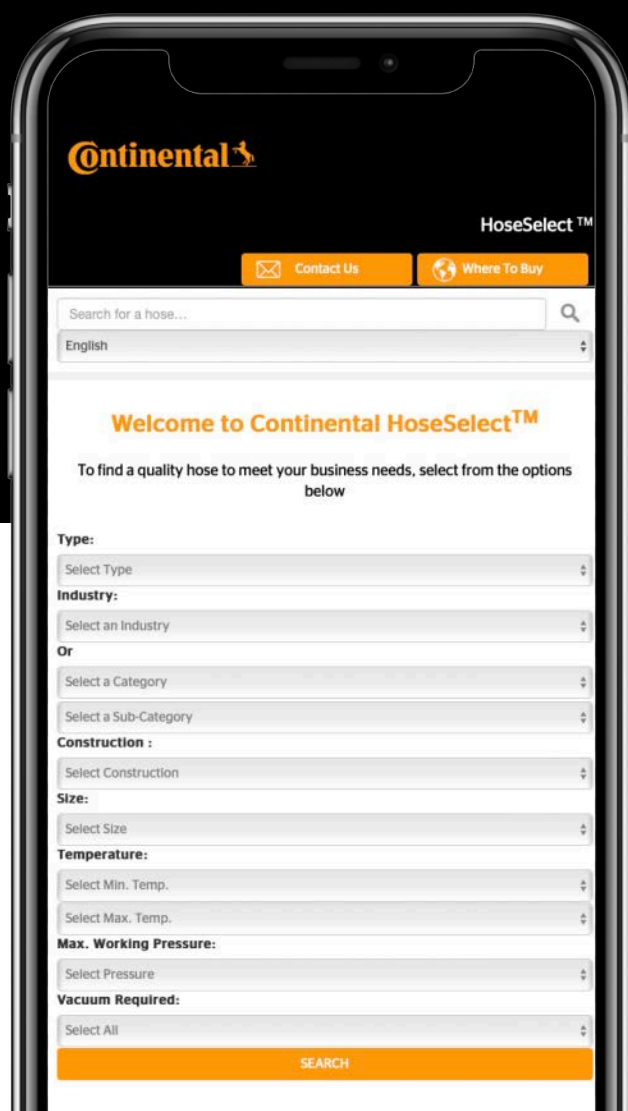 Continental
HoseSelect ™
Contact Us
Where To Buy
Search for a hose...
English
Welcome to Continental HoseSelect™
To find a quality hose to meet your business needs, select from the options
below
Type:
Select Type
Industry:
Select an Industry
Or
Select a Category
Select a Sub-Category
Construction :
Select Construction
Size:
Select Size
Temperature:
Select Min. Temp.
Select Max. Temp.
Max. Working Pressure:
Select Pressure
Vacuum Required:
Select All
SEARCH